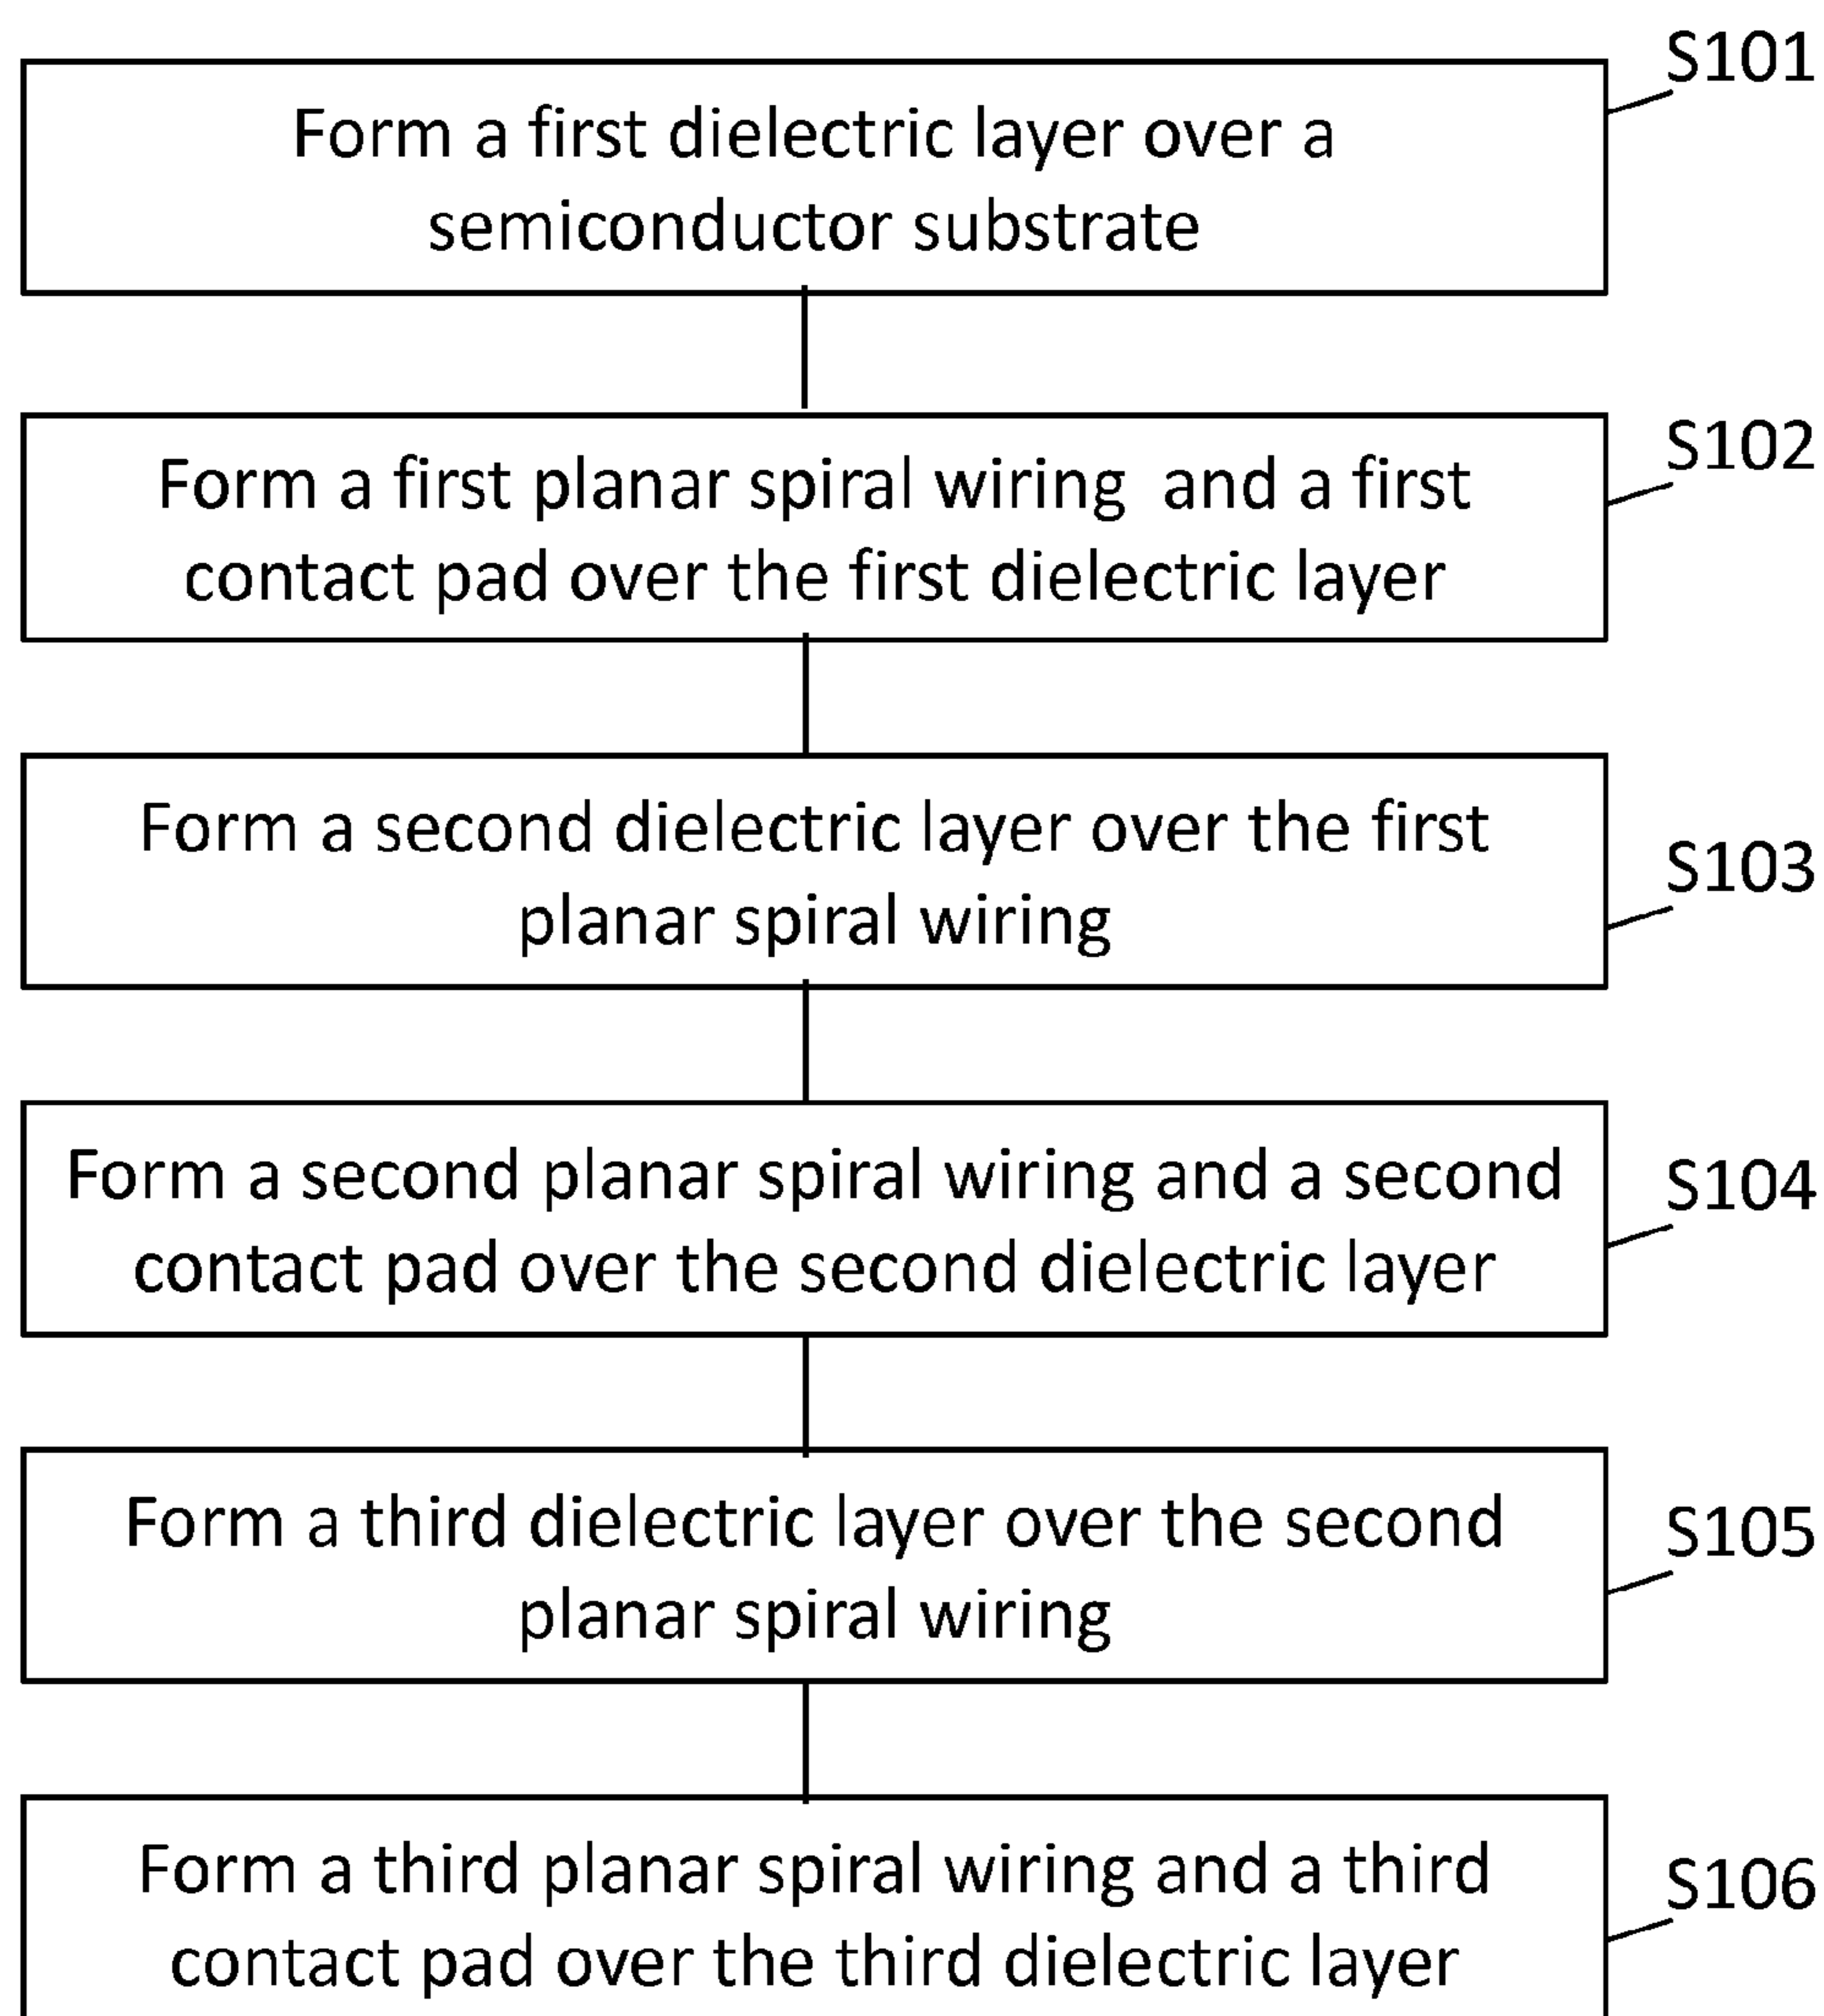 S101
Form a first dielectric layer over a
semiconductor substrate
S102
Form a first planar spiral wiring and a first
contact pad over the first dielectric layer
Form a second dielectric layer over the first
S103
planar spiral wiring
Form a second planar spiral wiring and a second
S104
contact pad over the second dielectric layer
Form a third dielectric layer over the second
S105
planar spiral wiring
Form a third planar spiral wiring and a third
S106
contact pad over the third dielectric layer